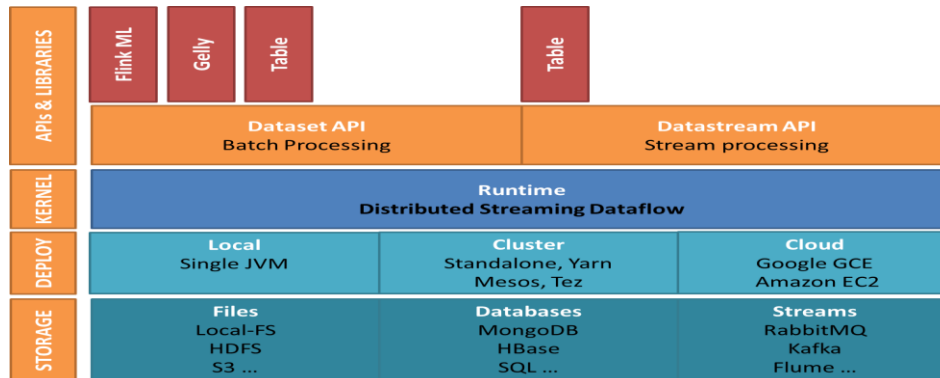 APIs & LIBRARIES
Flink ML
Gelly
Table
Table
Dataset API
Batch Processing
Datastream API
Stream processing
KERNEL
Runtime
Distributed Streaming Dataflow
DEPLOY
Local
Single JVM
Cluster
Standalone, Yarn
Mesos, Tez
Cloud
Google GCE
Amazon EC2
STORAGE
Files
Local-FS
HDFS
S3 ...
Databases
MongoDB
HBase
SQL ...
Streams
RabbitMQ
Kafka
Flume ...